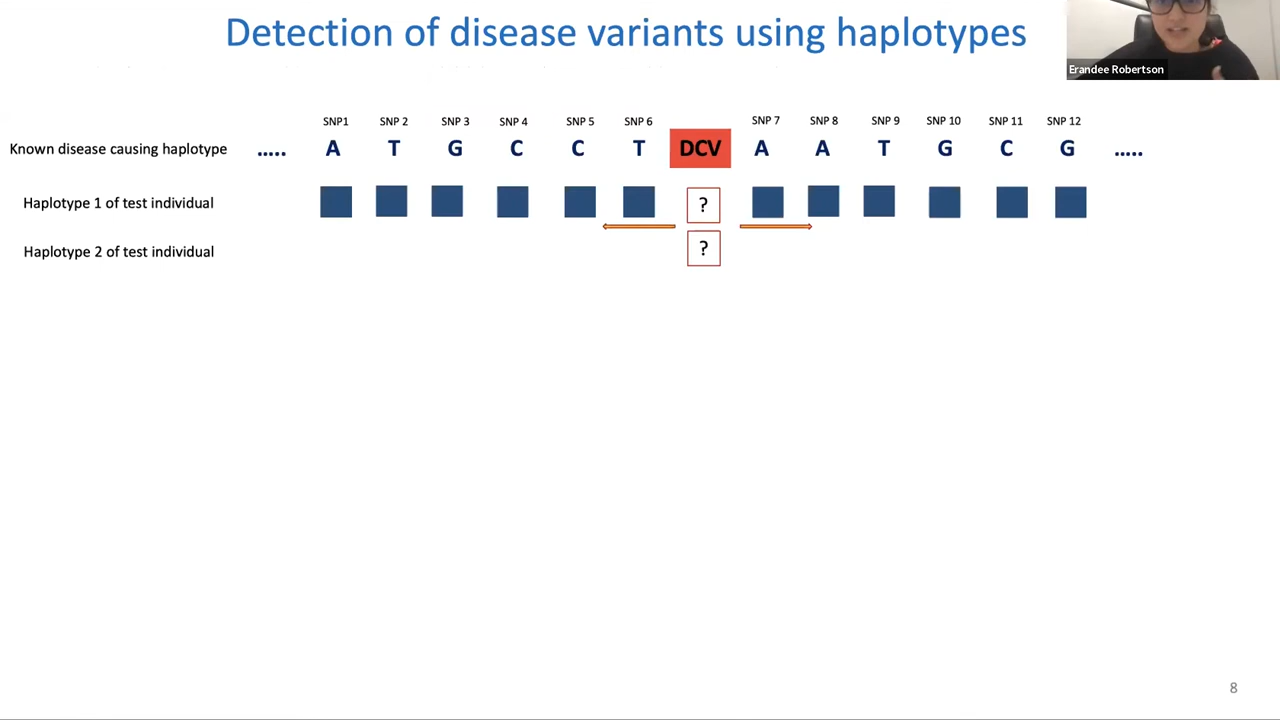 Detection of disease variants using haplotypes
Erandee Robertson
SNP1 SNP 2 SNP 3 SNP 4 SNP 5 SNP 6 SNP 7 SNP 8 SNP 9 SNP 10 SNP 11 SNP 12
Known disease causing haplotype ..... A T G C C T DCV A A T G C G .....
Haplotype 1 of test individual ?
Haplotype 2 of test individual ?
8